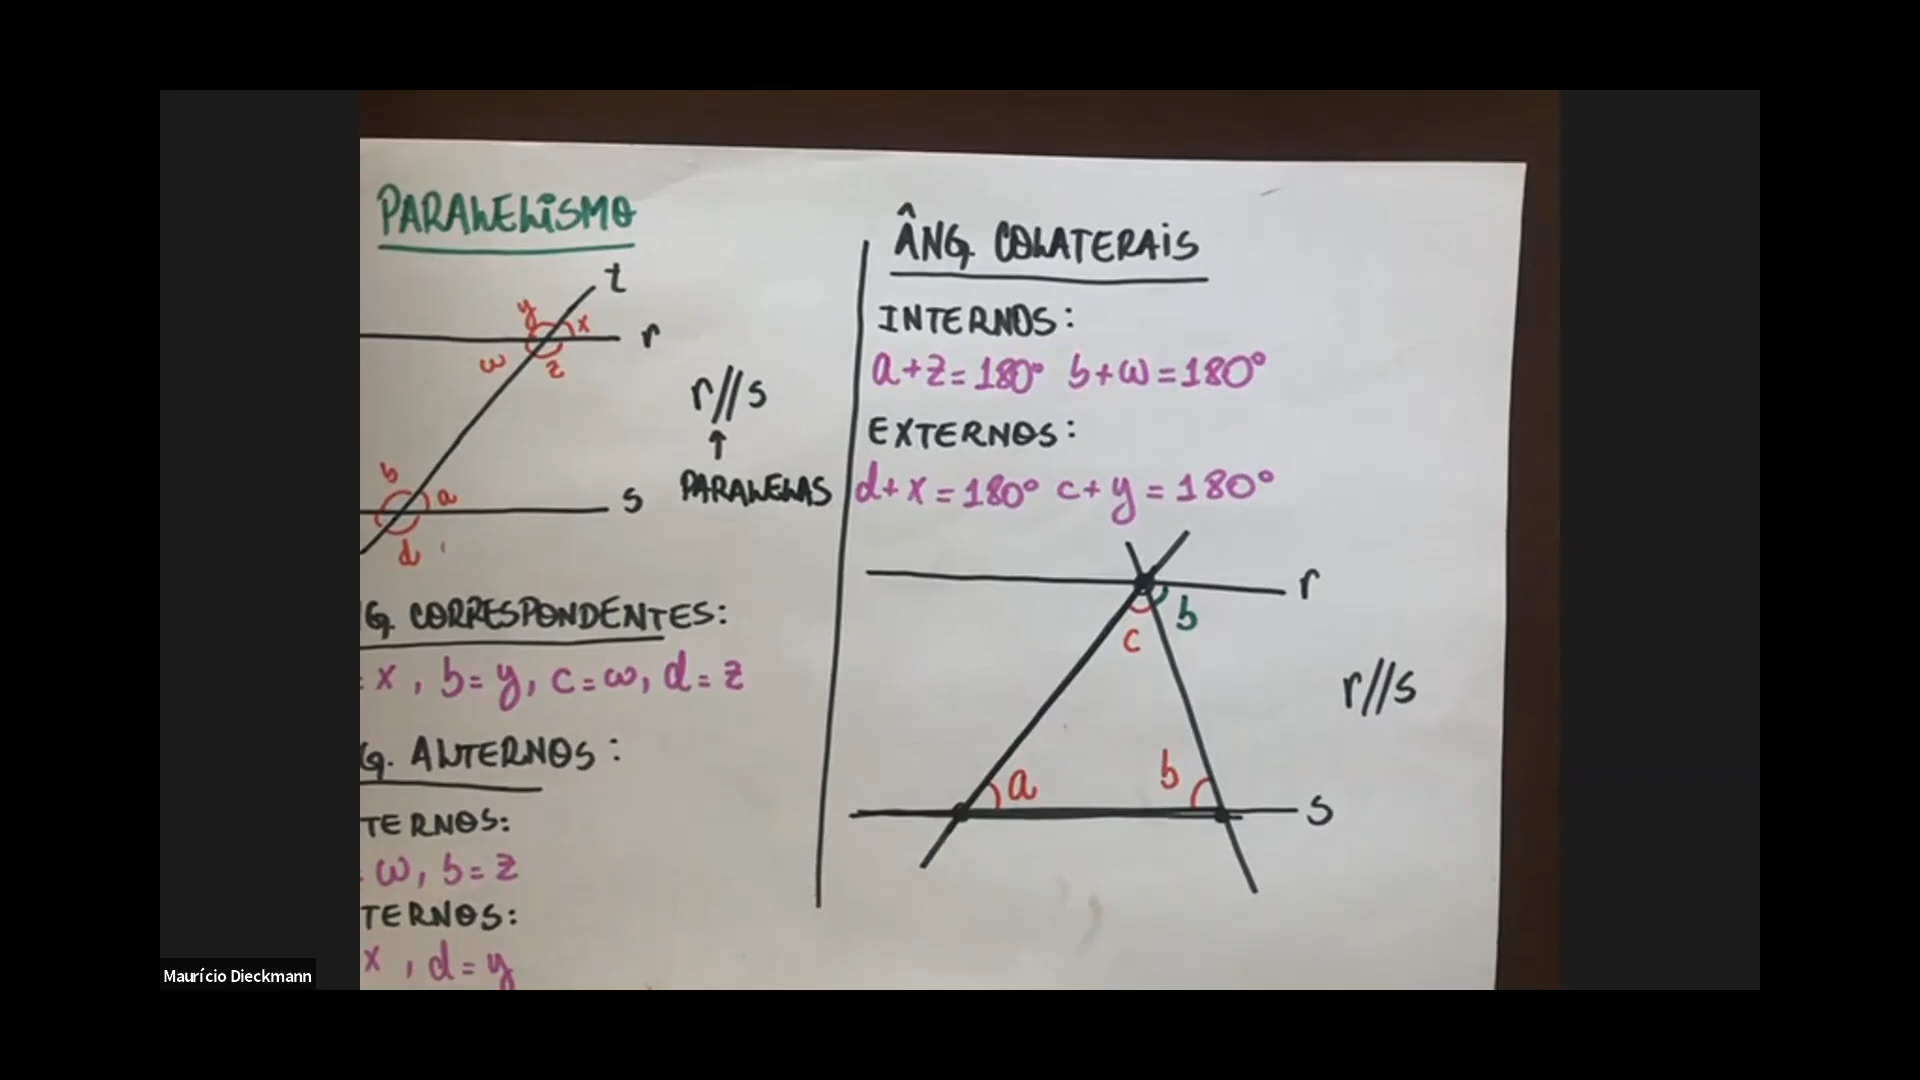 PARALELISMO
t
y x
r
w z
r//s
↑
PARALELAS
b a
s
d
G. CORRESPONDENTES:
= x, b = y, c = w, d = z
G. ALTERNOS:
TERNOS:
= w, b = z
TERNOS:
x, d = y
ÂNG. COLATERAIS
INTERNOS:
a + z = 180° b + w = 180°
EXTERNOS:
d + x = 180° c + y = 180°
r
c b
r//s
a b
s
Maurício Dieckmann